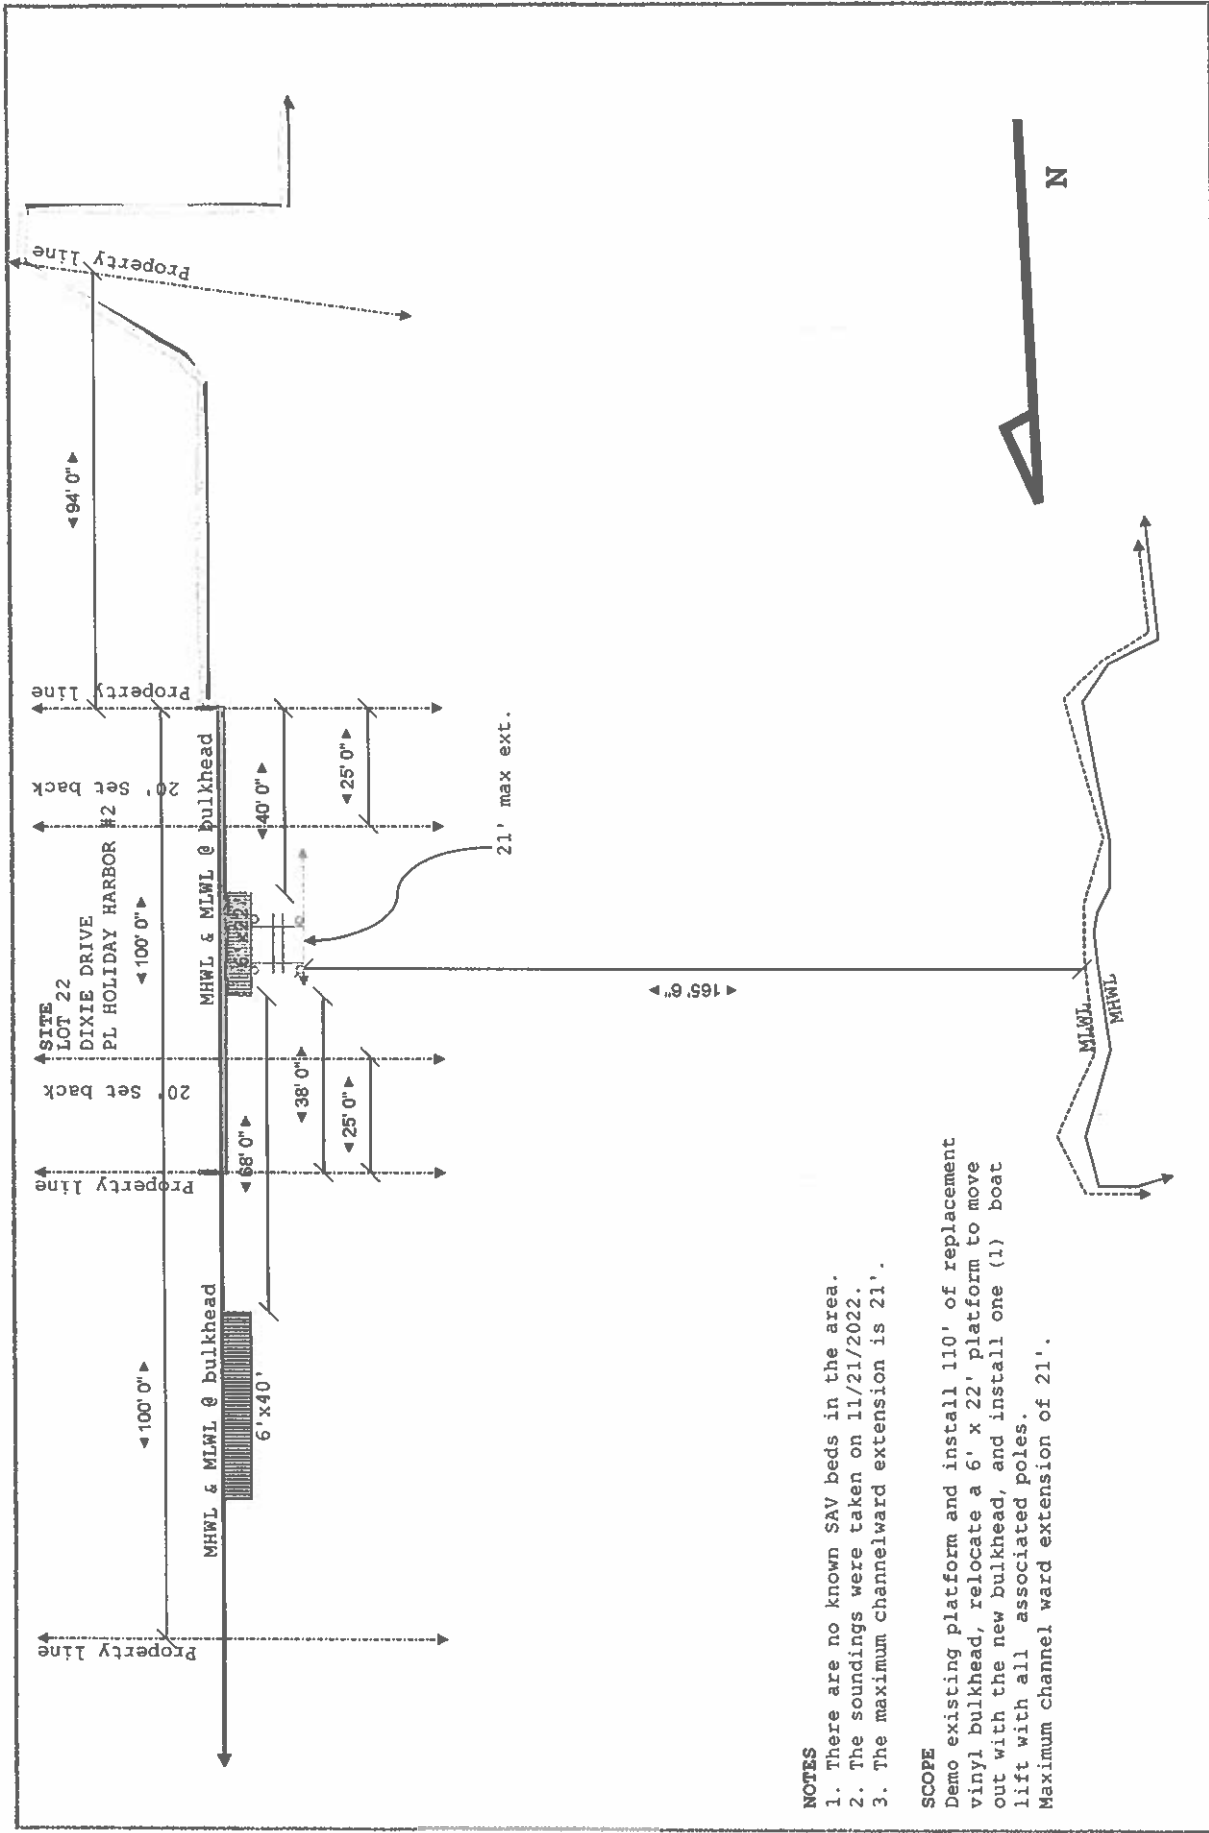 Property line
94' 0"
Property line
20' Set back
SITE
LOT 22
DIXIE DRIVE
PL HOLIDAY HARBOR #2
100' 0"
MHWL & MLWL @ bulkhead
6'x22'
40' 0"
25' 0"
21' max ext.
20' Set back
Property line
68' 0"
38' 0"
25' 0"
165' 6"
100' 0"
MHWL & MLWL @ bulkhead
6'x40'
Property line
N
MLWL
MHWL
NOTES
1. There are no known SAV beds in the area.
2. The soundings were taken on 11/21/2022.
3. The maximum channelward extension is 21'.
SCOPE
Demo existing platform and install 110' of replacement
vinyl bulkhead, relocate a 6' x 22' platform to move
out with the new bulkhead, and install one (1) boat
lift with all associated poles.
Maximum channel ward extension of 21'.